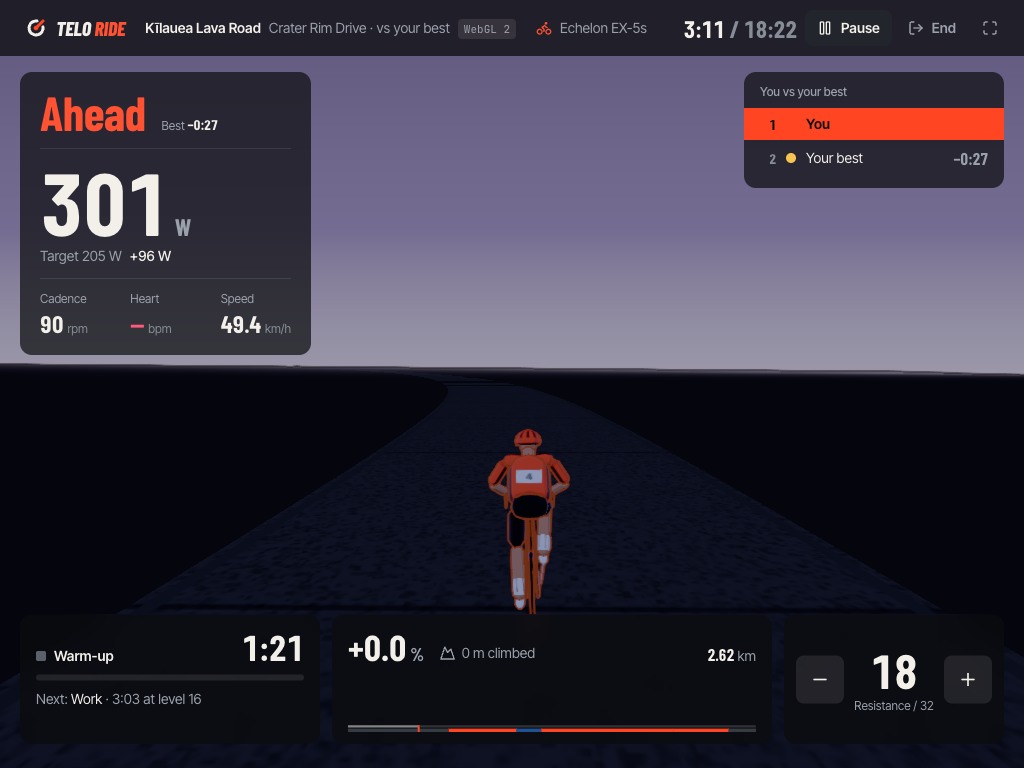 TELO RIDE
Kīlauea Lava Road Crater Rim Drive · vs your best WebGL 2 Echelon EX-5s 3:11 / 18:22 Pause End
Ahead Best −0:27
301 W
Target 205 W +96 W
Cadence Heart Speed
90 rpm – bpm 49.4 km/h
You vs your best
1 You
2 Your best −0:27
4
Warm-up 1:21
Next: Work · 3:03 at level 16
+0.0 % 0 m climbed 2.62 km
− 18 +
Resistance / 32